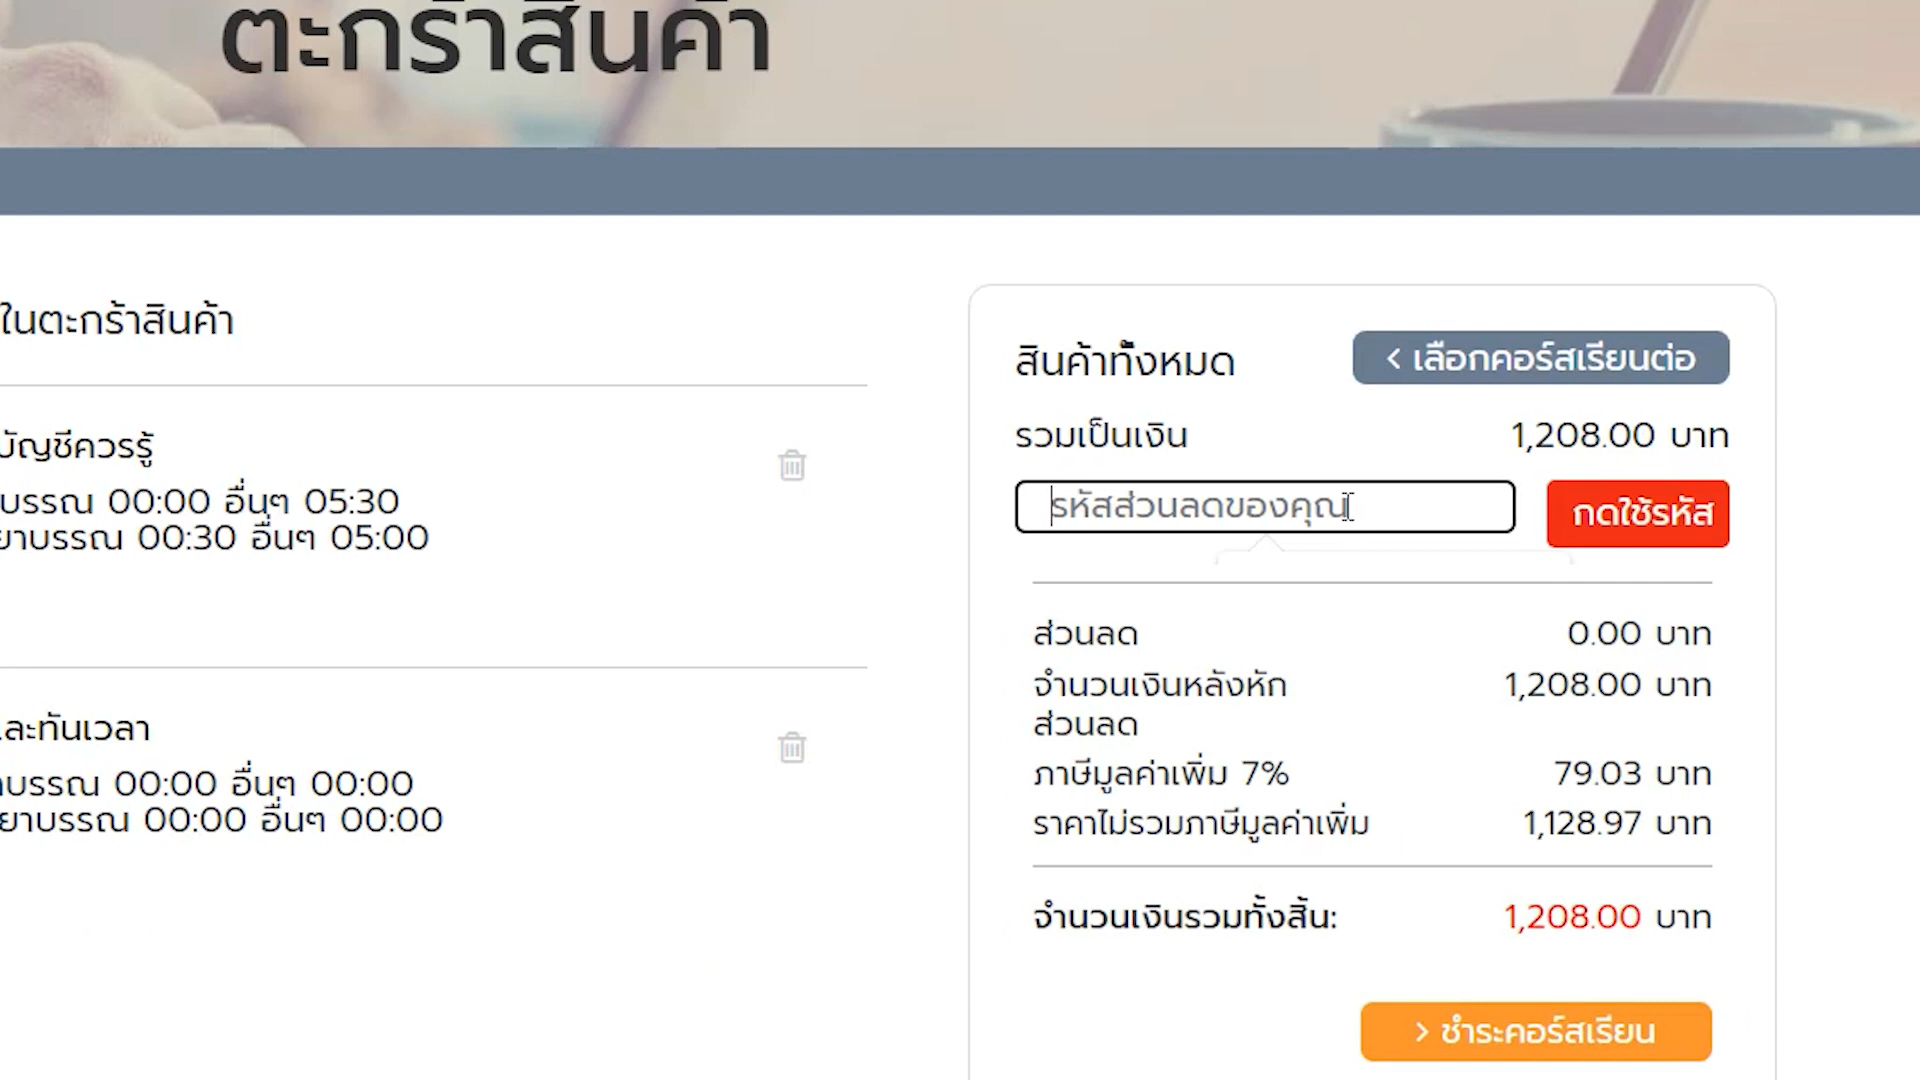 ตะกร้าสินค้า
ในตะกร้าสินค้า
บัญชีควรรู้
บรรณ 00:00 อื่นๆ 05:30
ยาบรรณ 00:30 อื่นๆ 05:00
และทันเวลา
บรรณ 00:00 อื่นๆ 00:00
ยาบรรณ 00:00 อื่นๆ 00:00
สินค้าทั้งหมด
< เลือกคอร์สเรียนต่อ
รวมเป็นเงิน 1,208.00 บาท
รหัสส่วนลดของคุณ
กดใช้รหัส
ส่วนลด 0.00 บาท
จำนวนเงินหลังหัก 1,208.00 บาท
ส่วนลด
ภาษีมูลค่าเพิ่ม 7% 79.03 บาท
ราคาไม่รวมภาษีมูลค่าเพิ่ม 1,128.97 บาท
จำนวนเงินรวมทั้งสิ้น: 1,208.00 บาท
> ชำระคอร์สเรียน